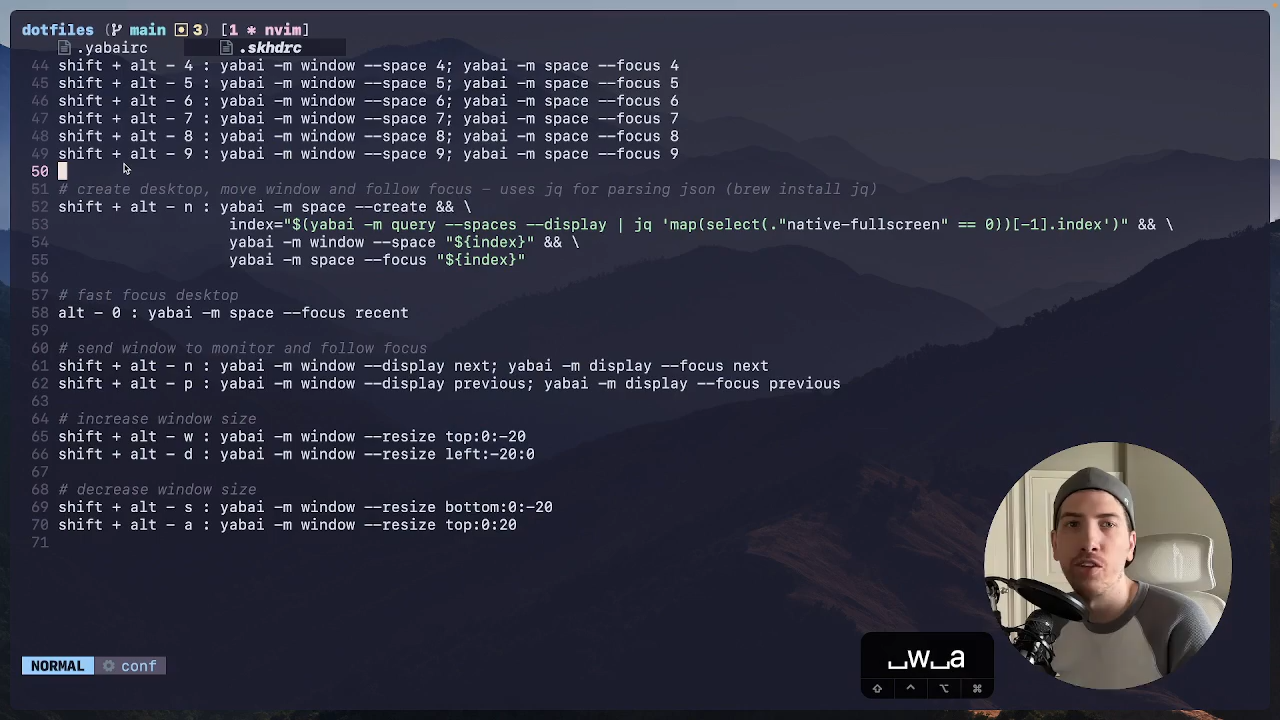 dotfiles ( main 3) [1 * nvim]
.yabairc .skhdrc
44 shift + alt - 4 : yabai -m window --space 4; yabai -m space --focus 4
45 shift + alt - 5 : yabai -m window --space 5; yabai -m space --focus 5
46 shift + alt - 6 : yabai -m window --space 6; yabai -m space --focus 6
47 shift + alt - 7 : yabai -m window --space 7; yabai -m space --focus 7
48 shift + alt - 8 : yabai -m window --space 8; yabai -m space --focus 8
49 shift + alt - 9 : yabai -m window --space 9; yabai -m space --focus 9
50
51 # create desktop, move window and follow focus - uses jq for parsing json (brew install jq)
52 shift + alt - n : yabai -m space --create && \
53 index="$(yabai -m query --spaces --display | jq 'map(select(."native-fullscreen" == 0))[-1].index')" && \
54 yabai -m window --space "${index}" && \
55 yabai -m space --focus "${index}"
56
57 # fast focus desktop
58 alt - 0 : yabai -m space --focus recent
59
60 # send window to monitor and follow focus
61 shift + alt - n : yabai -m window --display next; yabai -m display --focus next
62 shift + alt - p : yabai -m window --display previous; yabai -m display --focus previous
63
64 # increase window size
65 shift + alt - w : yabai -m window --resize top:0:-20
66 shift + alt - d : yabai -m window --resize left:-20:0
67
68 # decrease window size
69 shift + alt - s : yabai -m window --resize bottom:0:-20
70 shift + alt - a : yabai -m window --resize top:0:20
71
NORMAL conf
␣w␣a
⇧ ^ ⌥ ⌘